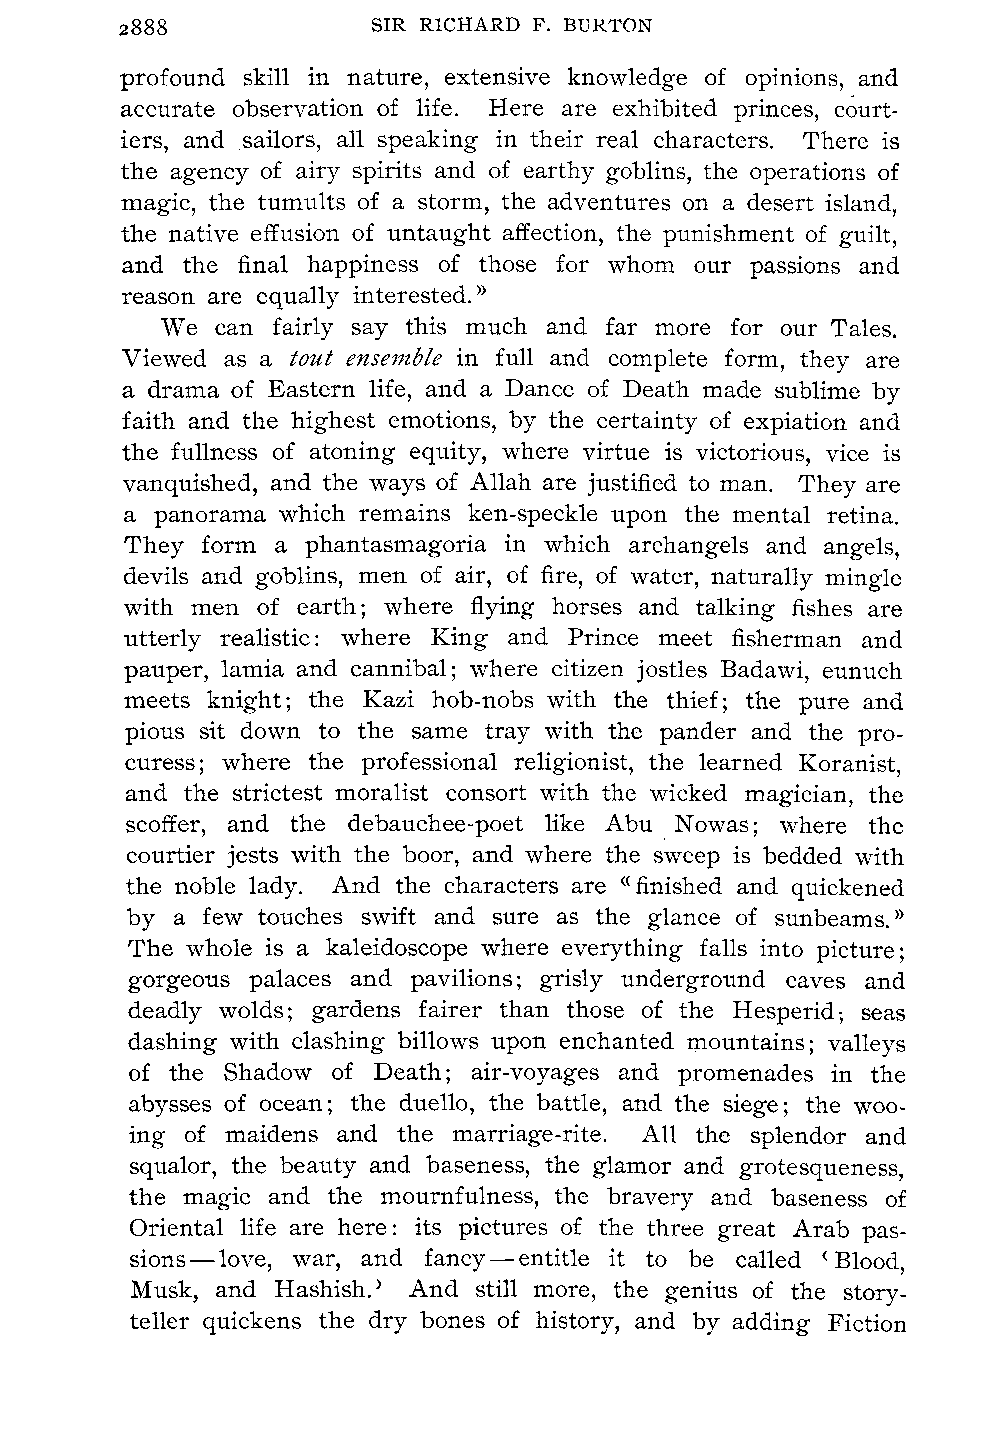 2888 SIR RICHARD F. BURTON
profound skill in nature, extensive knowledge of opinions, and
accurate observation of life. Here are exhibited princes, court-
iers, and sailors, all speaking in their real characters. There is
the agency of airy spirits and of earthy goblins, the operations of
magic, the tumults of a storm, the adventures on a desert island,
the native effusion of untaught affection, the punishment of guilt,
and the final happiness of those for whom our passions and
reason are equally interested.»
We can fairly say this much and far more for our Tales.
Viewed as a tout ensemble in full and complete form, they are
a drama of Eastern life, and a Dance of Death made sublime by
faith and the highest emotions, by the certainty of expiation and
the fullness of atoning equity, where virtue is victorious, vice is
vanquished, and the ways of Allah are justified to man. They are
a panorama which remains ken-speckle upon the mental retina.
They form a phantasmagoria in which archangels and angels,
devils and goblins, men of air, of fire, of water, naturally mingle
with men of earth; where flying horses and talking fishes are
utterly realistic: where King and Prince meet fisherman and
pauper, lamia and cannibal; where citizen jostles Badawi, eunuch
meets knight; the Kazi hob-nobs with the thief; the pure and
pious sit down to the same tray with the pander and the pro-
curess; where the professional religionist, the learned Koranist,
and the strictest moralist consort with the wicked magician, the
scoffer, and the debauchee-poet like Abu Nowas; where the
courtier jests with the boor, and where the sweep is bedded with
the noble lady. And the characters are «finished and quickened
by a few touches swift and sure as the glance of sunbeams.»
The whole is a kaleidoscope where everything falls into picture;
gorgeous palaces and pavilions; grisly underground caves and
deadly wolds; gardens fairer than those of the Hesperid; seas
dashing with clashing billows upon enchanted mountains; valleys
of the Shadow of Death; air-voyages and promenades in the
abysses of ocean; the duello, the battle, and the siege; the woo-
ing of maidens and the marriage-rite. All the splendor and
squalor, the beauty and baseness, the glamor and grotesqueness,
the magic and the mournfulness, the bravery and baseness of
Oriental life are here: its pictures of the three great Arab pas-
sions—love, war, and fancy—entitle it to be called ‹Blood,
Musk, and Hashish.› And still more, the genius of the story-
teller quickens the dry bones of history, and by adding Fiction